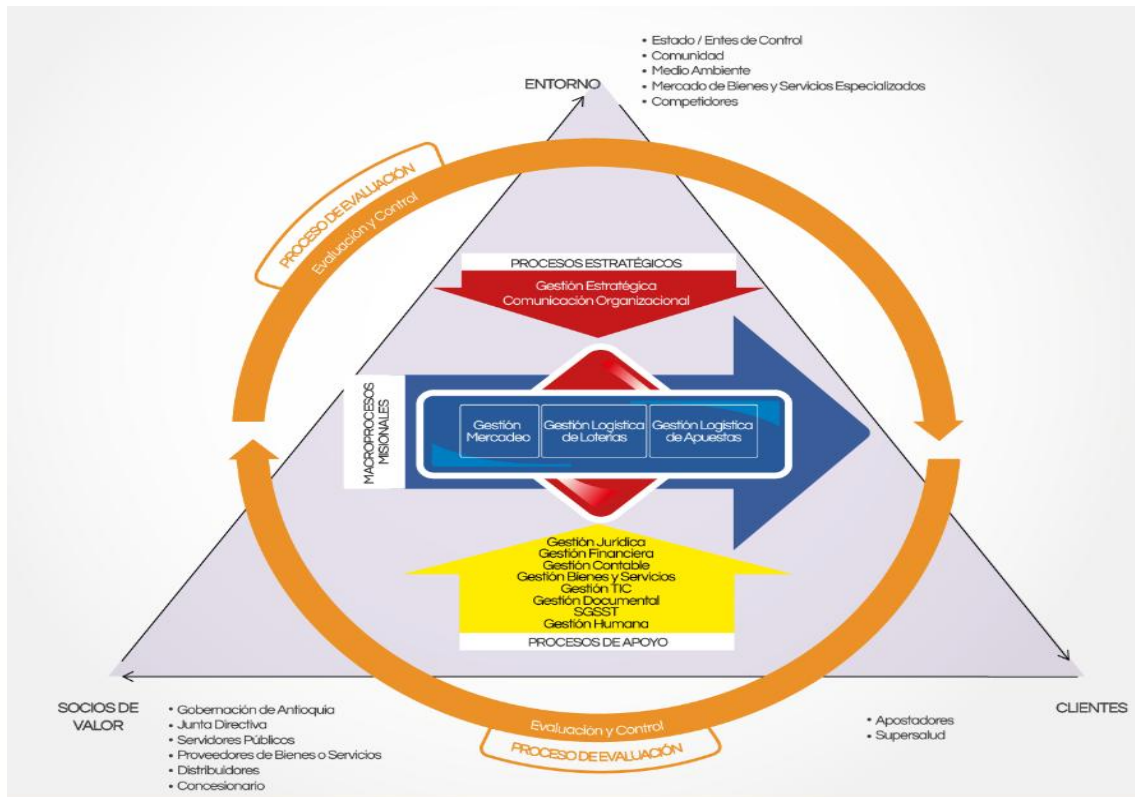 • Estado / Entes de Control
• Comunidad
• Medio Ambiente
• Mercado de Bienes y Servicios Especializados
• Competidores
ENTORNO
PROCESO DE EVALUACIÓN
Evaluación y Control
PROCESOS ESTRATÉGICOS
Gestión Estratégica
Comunicación Organizacional
MACROPROCESOS
MISIONALES
Gestión
Mercadeo
Gestión Logística
de Loterías
Gestión Logística
de Apuestas
Gestión Jurídica
Gestión Financiera
Gestión Contable
Gestión Bienes y Servicios
Gestión TIC
Gestión Documental
SGSST
Gestión Humana
PROCESOS DE APOYO
SOCIOS DE
VALOR
• Gobernación de Antioquia
• Junta Directiva
• Servidores Públicos
• Proveedores de Bienes o Servicios
• Distribuidores
• Concesionario
Evaluación y Control
PROCESO DE EVALUACIÓN
• Apostadores
• Supersalud
CLIENTES